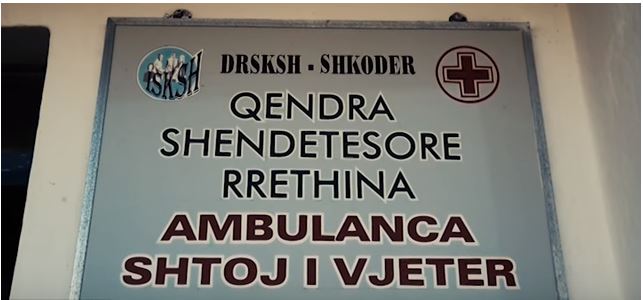 ISKSH
DRSKSH - SHKODER
QENDRA
SHENDETESORE
RRETHINA
AMBULANCA
SHTOJ I VJETER